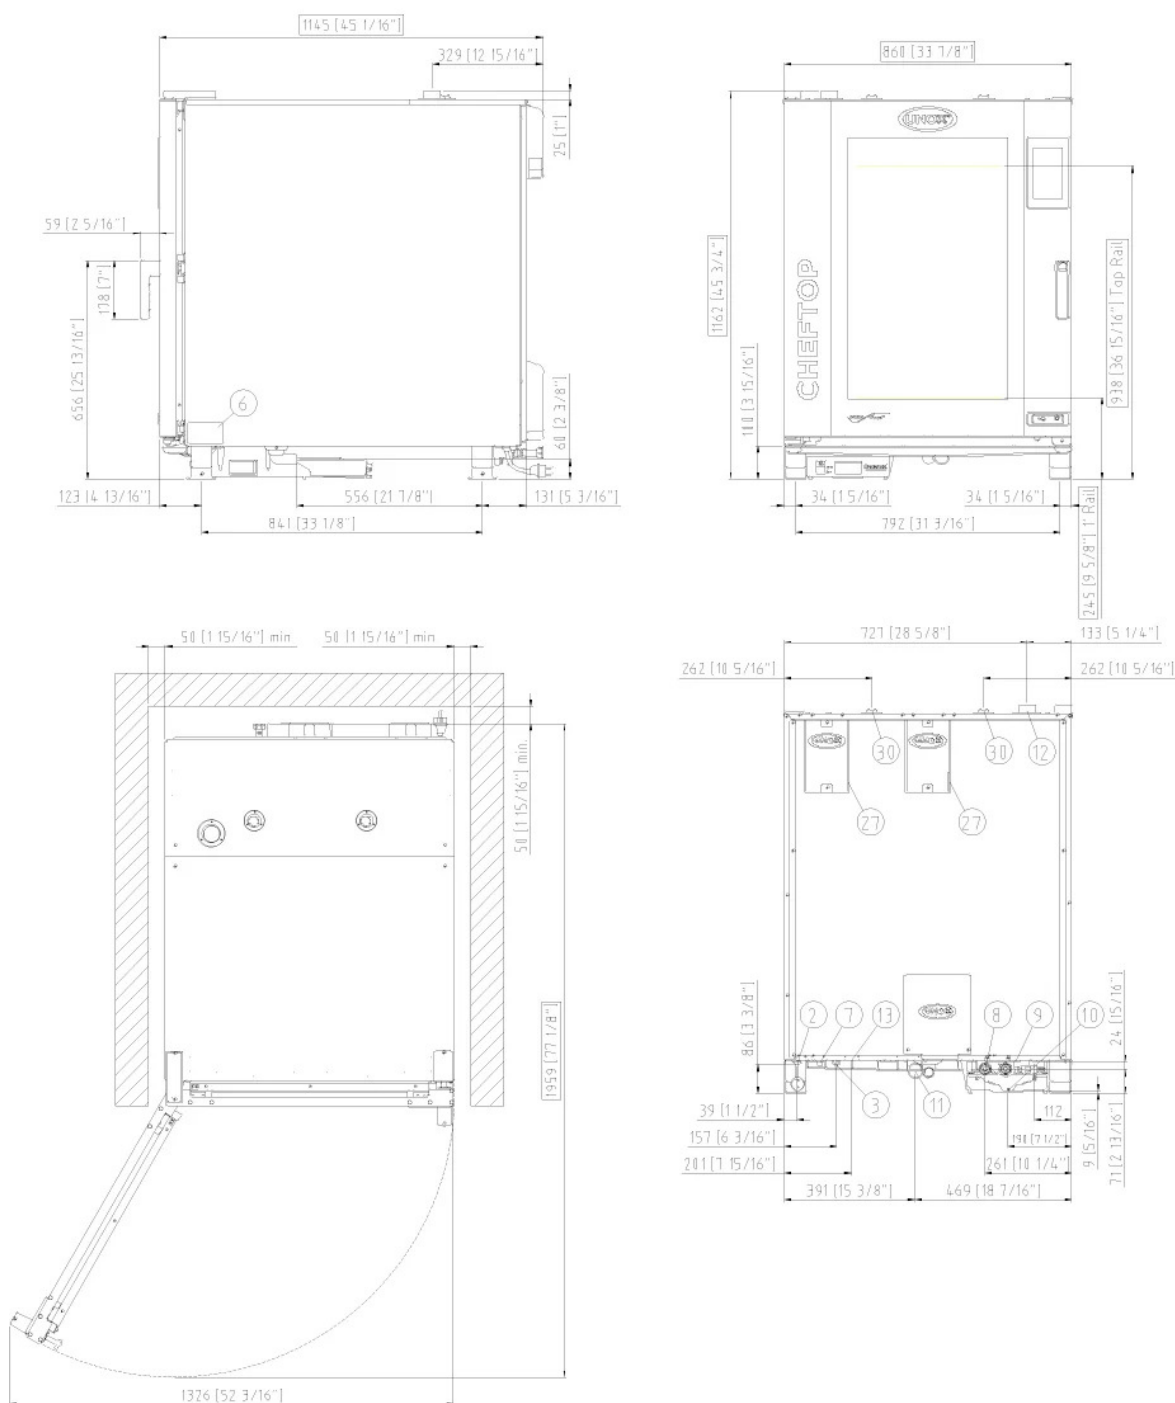 1145 [45 1/16"]
329 [12 15/16"]
25 [1"]
59 [2 5/16"]
178 [7"]
656 [25 13/16"]
6
60 [2 3/8"]
123 [4 13/16"]
556 [21 7/8"]
131 [5 3/16"]
841 [33 1/8"]
860 [33 7/8"]
UNOX
1162 [45 3/4"]
CHEFTOP
938 [36 15/16"] Top Rail
100 [3 15/16"]
34 [1 5/16"]
34 [1 5/16"]
792 [31 3/16"]
245 [9 5/8"] 1° Rail
50 [1 15/16"] min
50 [1 15/16"] min
50 [1 15/16"] min.
1959 [77 1/8"]
1326 [52 3/16"]
727 [28 5/8"]
133 [5 1/4"]
262 [10 5/16"]
262 [10 5/16"]
30
30
12
27
27
86 [3 3/8"]
2
7
13
8
9
10
24 [15/16"]
3
11
39 [1 1/2"]
112
157 [6 3/16"]
190 [7 1/2"]
9 [5/16"]
201 [7 15/16"]
261 [10 1/4"]
71 [2 13/16"]
391 [15 3/8"]
469 [18 7/16"]